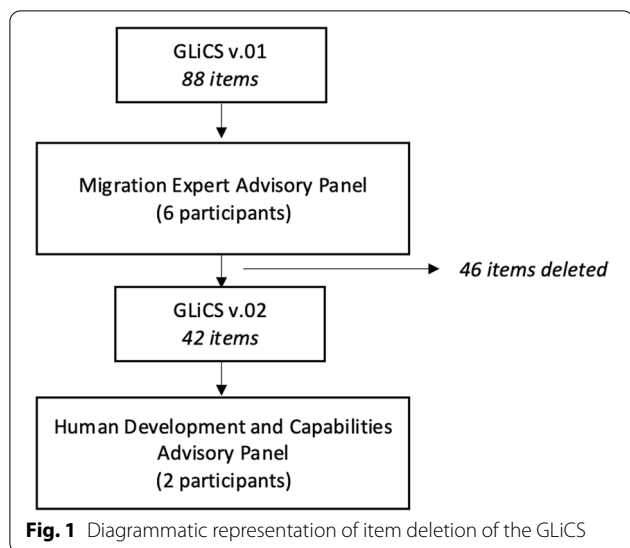 GLiCS v.01
88 items
Migration Expert Advisory Panel
(6 participants)
46 items deleted
GLiCS v.02
42 items
Human Development and Capabilities
Advisory Panel
(2 participants)
Fig. 1 Diagrammatic representation of item deletion of the GLiCS